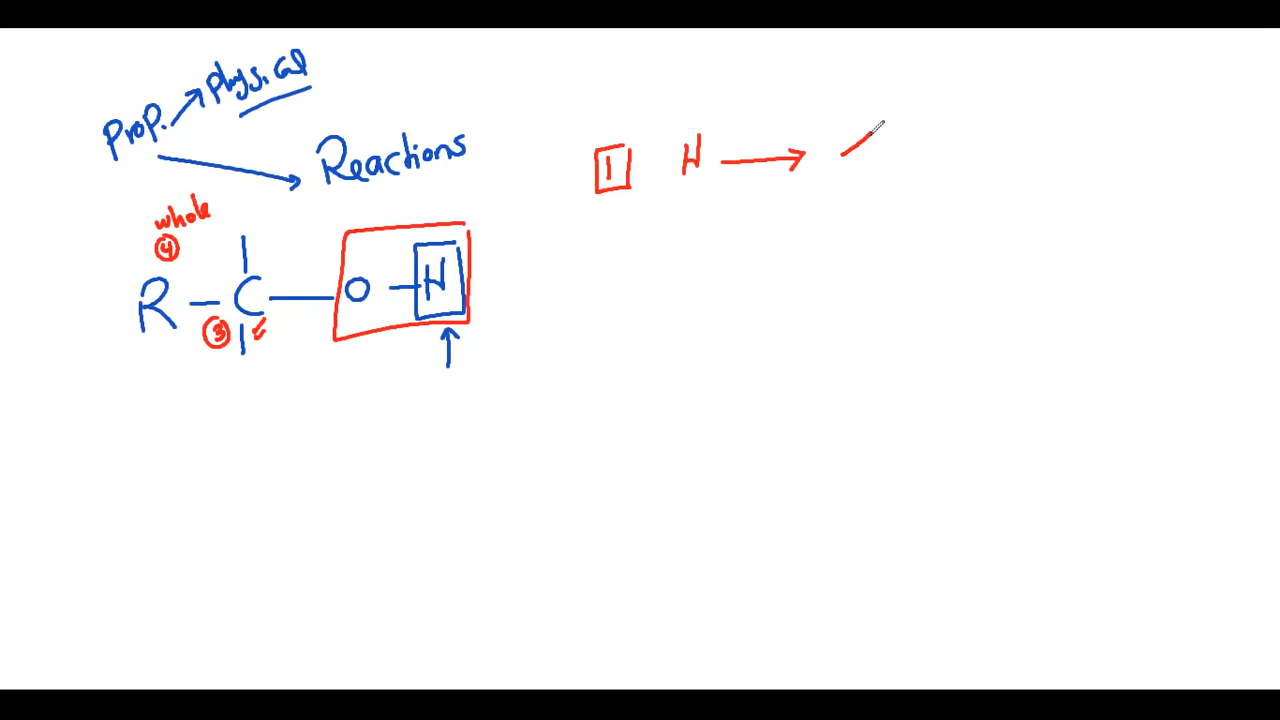 Prop. → Physical
→ Reactions
1 H →
whole
4
R - C - O - H
3